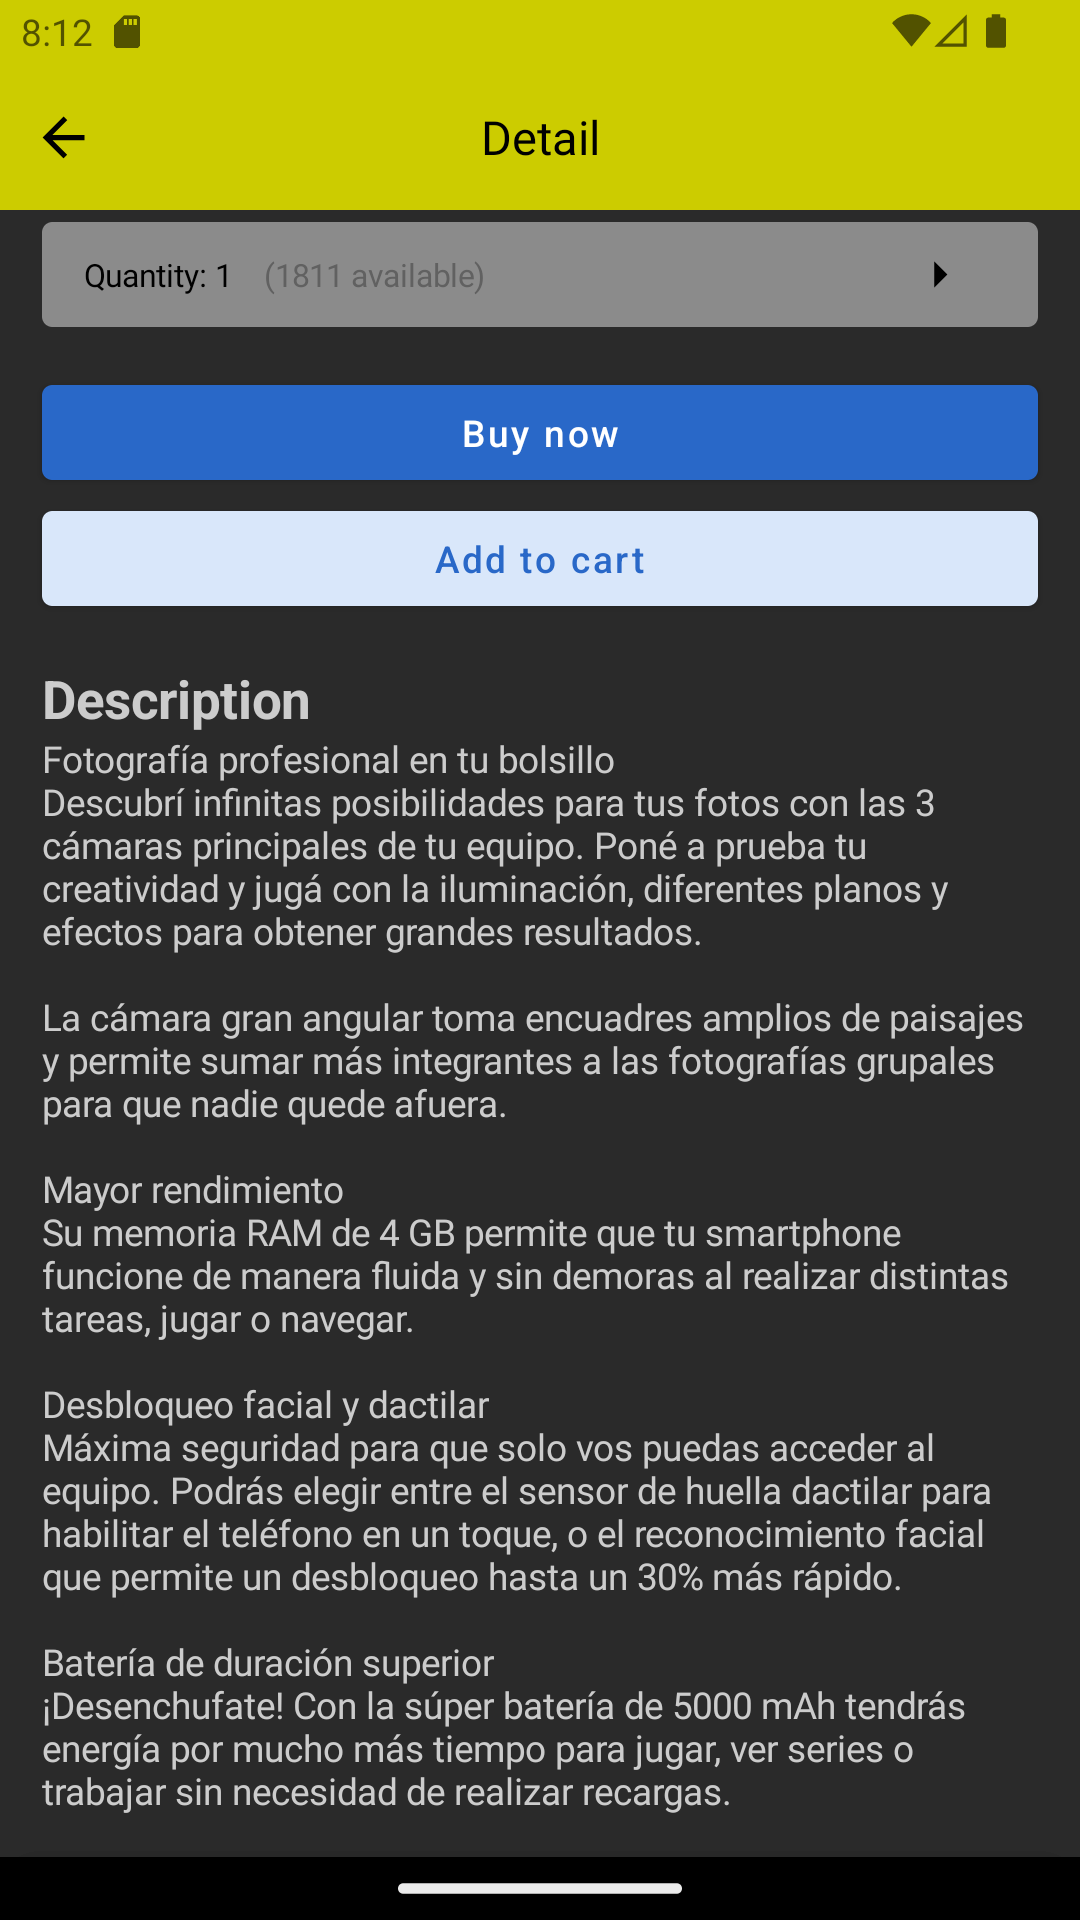 8:12
Detail
Quantity: 1 (1811 available)
Buy now
Add to cart
Description
Fotografía profesional en tu bolsillo
Descubrí infinitas posibilidades para tus fotos con las 3
cámaras principales de tu equipo. Poné a prueba tu
creatividad y jugá con la iluminación, diferentes planos y
efectos para obtener grandes resultados.
La cámara gran angular toma encuadres amplios de paisajes
y permite sumar más integrantes a las fotografías grupales
para que nadie quede afuera.
Mayor rendimiento
Su memoria RAM de 4 GB permite que tu smartphone
funcione de manera fluida y sin demoras al realizar distintas
tareas, jugar o navegar.
Desbloqueo facial y dactilar
Máxima seguridad para que solo vos puedas acceder al
equipo. Podrás elegir entre el sensor de huella dactilar para
habilitar el teléfono en un toque, o el reconocimiento facial
que permite un desbloqueo hasta un 30% más rápido.
Batería de duración superior
¡Desenchufate! Con la súper batería de 5000 mAh tendrás
energía por mucho más tiempo para jugar, ver series o
trabajar sin necesidad de realizar recargas.